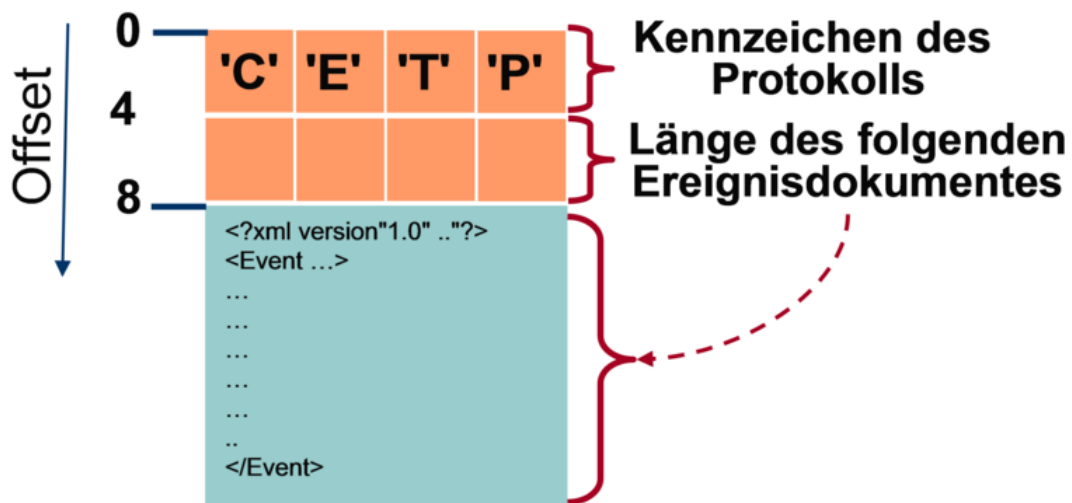 Offset
0
'C' 'E' 'T' 'P'
Kennzeichen des
Protokolls
4
Länge des folgenden
Ereignisdokumentes
8
<?xml version"1.0" .."?>
<Event ...>
...
...
...
...
...
..
</Event>